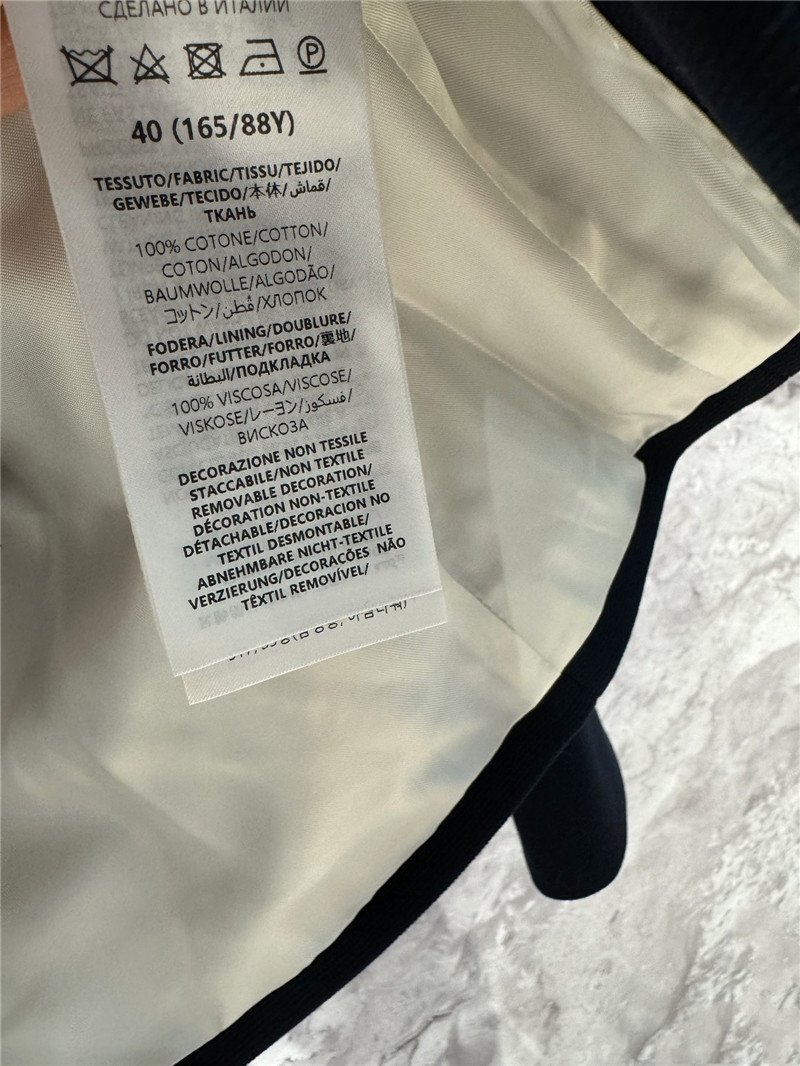 СДЕЛАНО В ИТАЛИИ
P
40 (165/88Y)
TESSUTO/FABRIC/TISSU/TEJIDO/
GEWEBE/TECIDO/本体/قماش/
ТКАНЬ
100% COTONE/COTTON/
COTON/ALGODON/
BAUMWOLLE/ALGODÃO/
コットン/قطن/ХЛОПОК
FODERA/LINING/DOUBLURE/
FORRO/FUTTER/FORRO/裏地/
البطانة/ПОДКЛАДКА
100% VISCOSA/VISCOSE/
VISKOSE/レーヨン/فسكوز/
ВИСКОЗА
DECORAZIONE NON TESSILE
STACCABILE/NON TEXTILE
REMOVABLE DECORATION/
DÉCORATION NON-TEXTILE
DÉTACHABLE/DECORACION NO
TEXTIL DESMONTABLE/
ABNEHMBARE NICHT-TEXTILE
VERZIERUNG/DECORAÇÕES NÃO
TÊXTIL REMOVÍVEL/